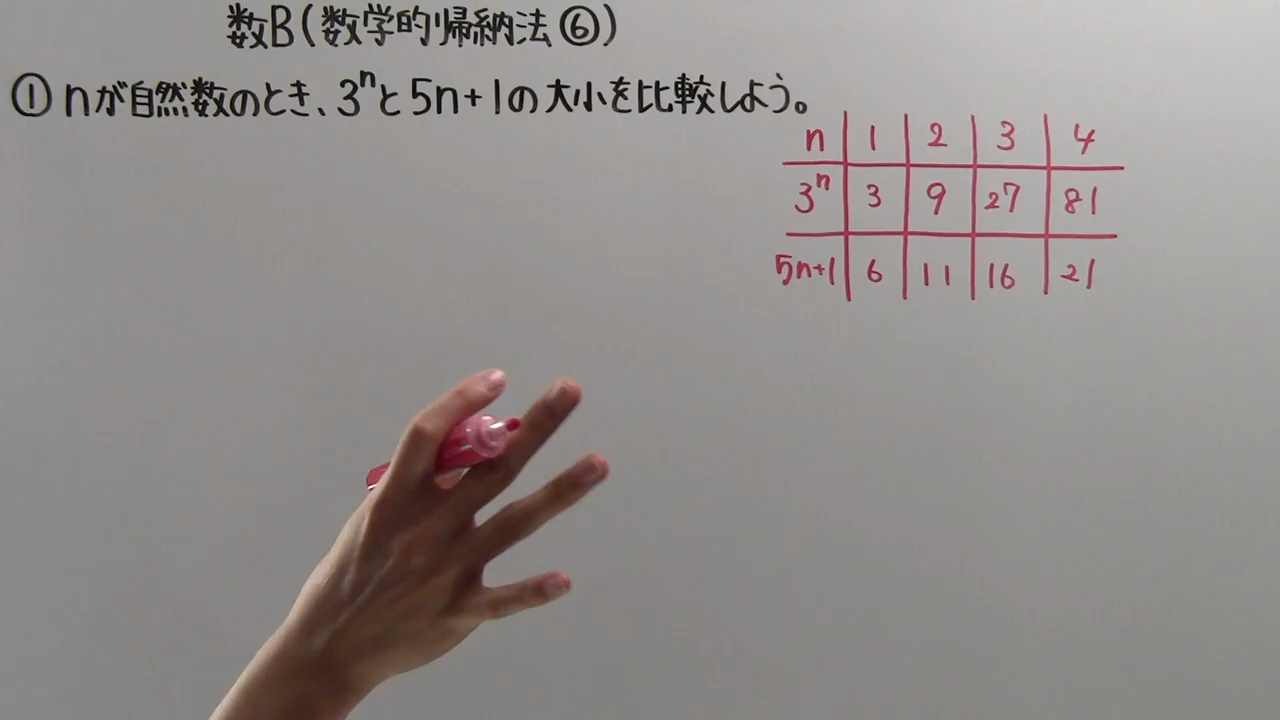 数B(数学的帰納法⑥)
①nが自然数のとき、3ⁿと5n+1の大小を比較しよう。
n 1 2 3 4
3ⁿ 3 9 27 81
5n+1 6 11 16 21